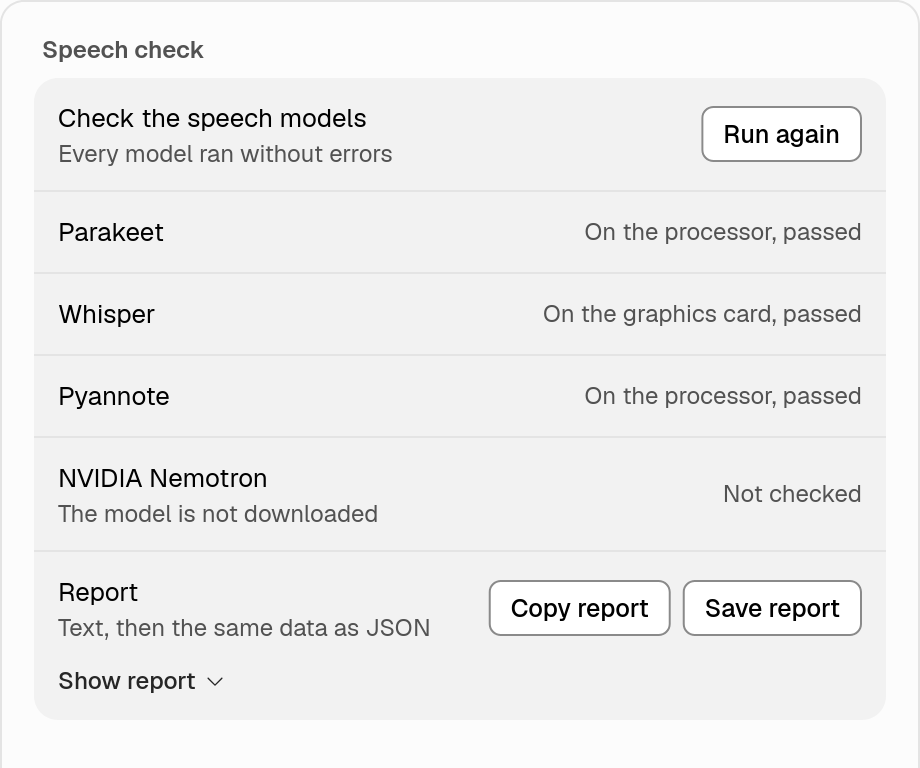 Speech check
Check the speech models
Run again
Every model ran without errors
Parakeet
On the processor, passed
Whisper
On the graphics card, passed
Pyannote
On the processor, passed
NVIDIA Nemotron
The model is not downloaded
Not checked
Report
Text, then the same data as JSON
Copy report
Save report
Show report